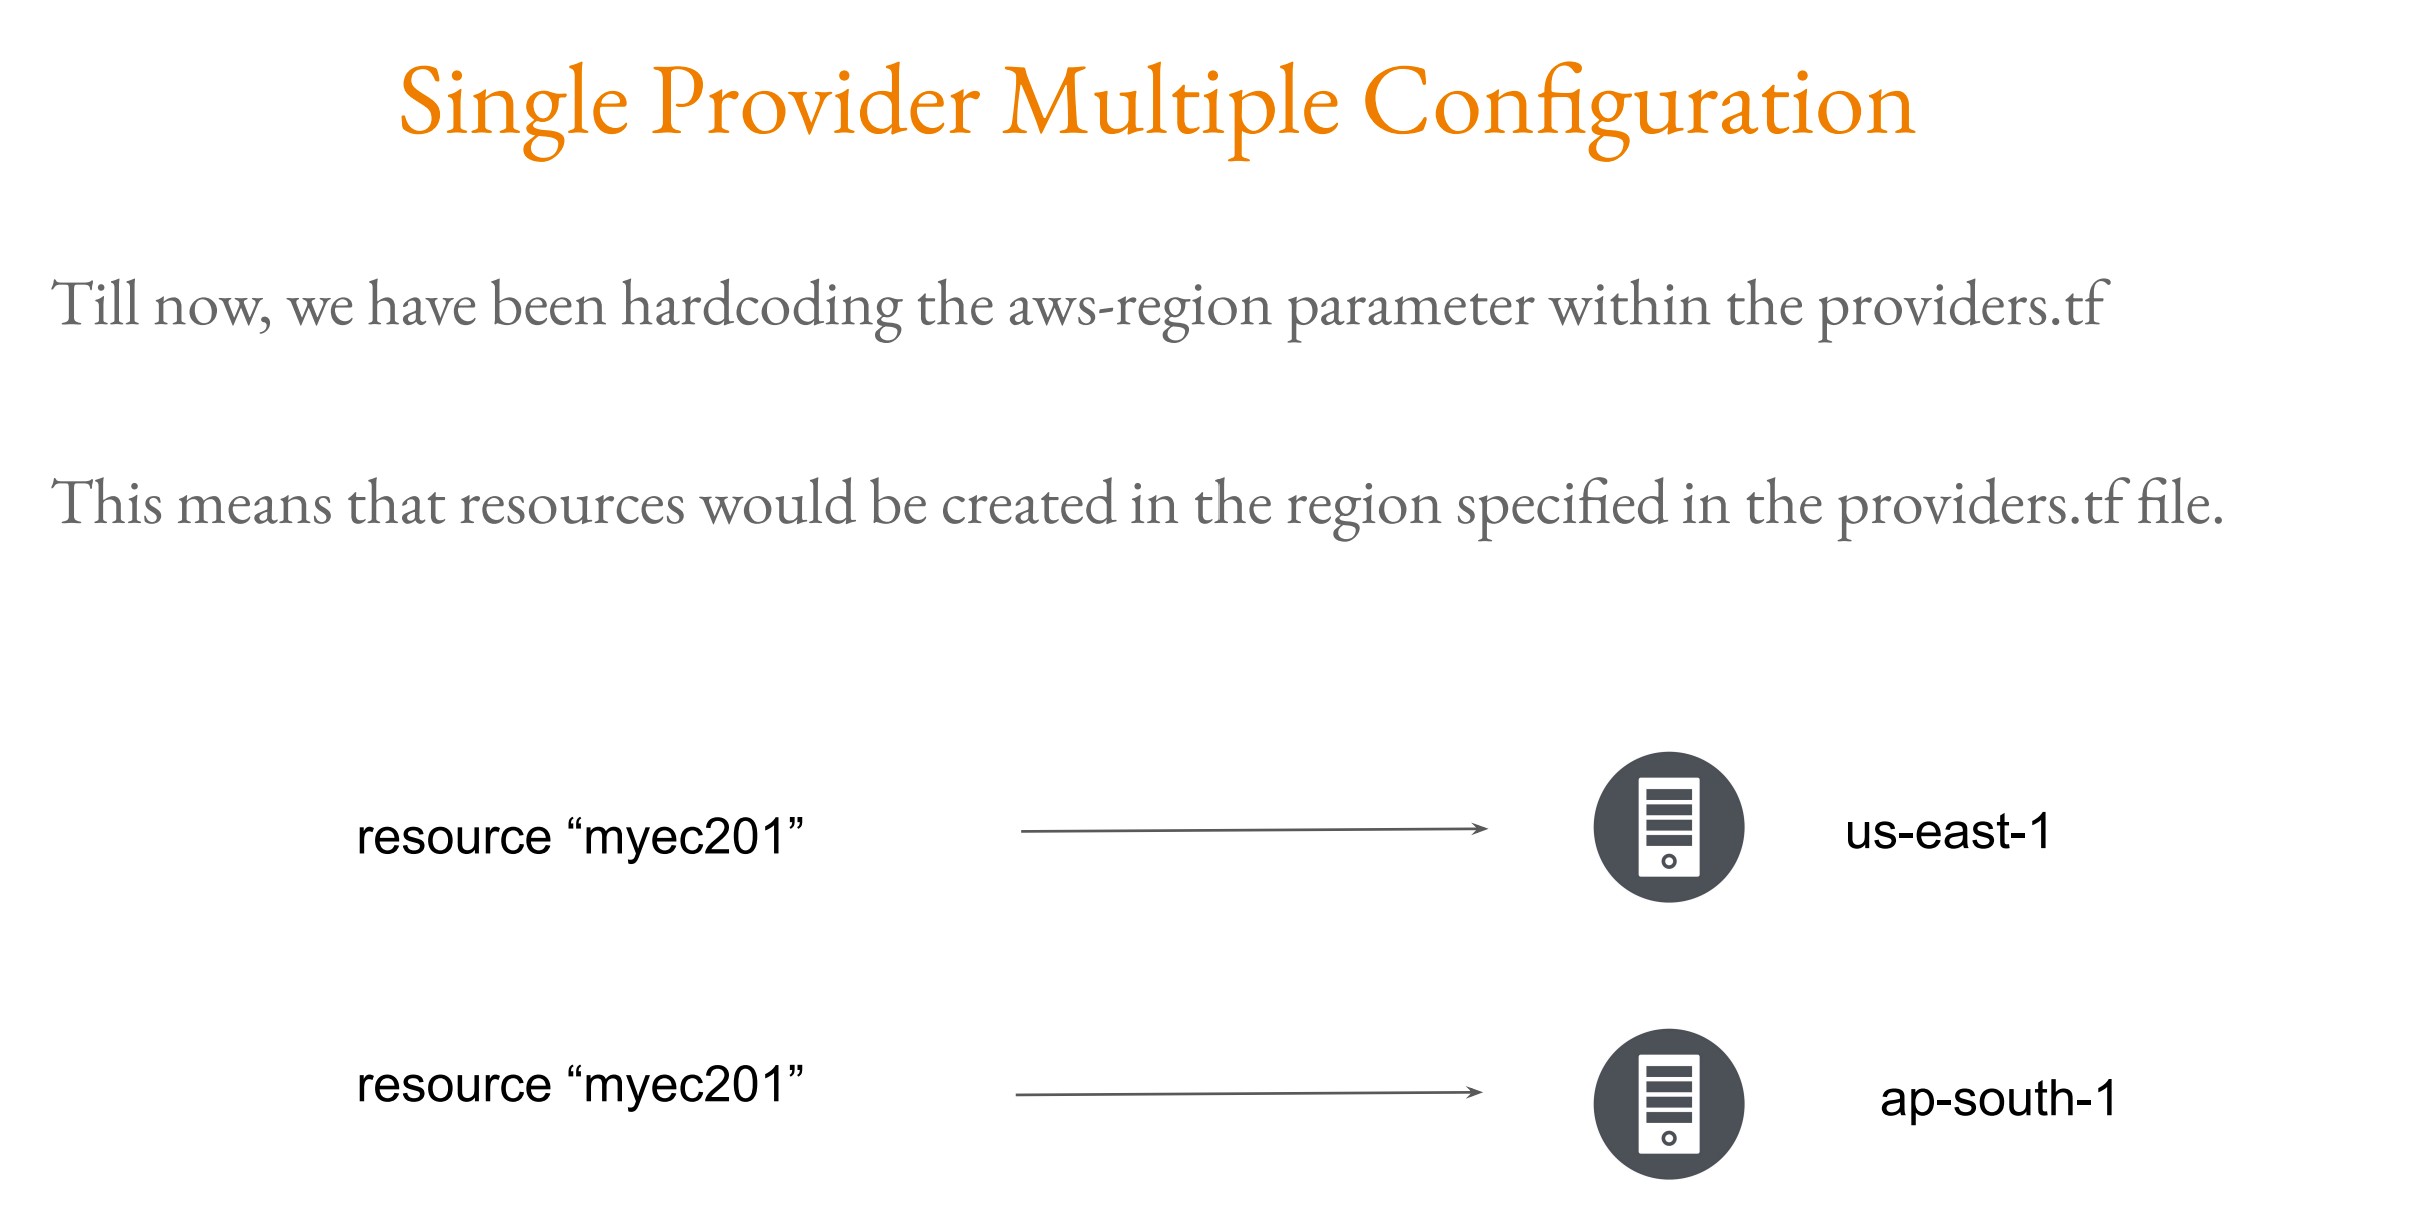 Single Provider Multiple Configuration
Till now, we have been hardcoding the aws-region parameter within the providers.tf
This means that resources would be created in the region specified in the providers.tf file.
resource “myec201”
us-east-1
resource “myec201”
ap-south-1